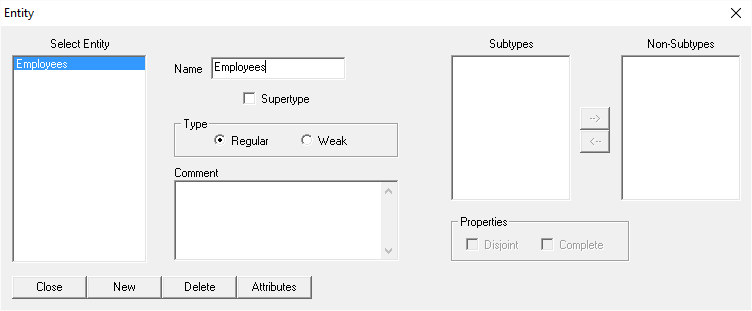 Entity
Select Entity
Employees
Name Employees
Supertype
Type
Regular Weak
Comment
Subtypes Non-Subtypes
-->
<--
Properties
Disjoint Complete
Close New Delete Attributes